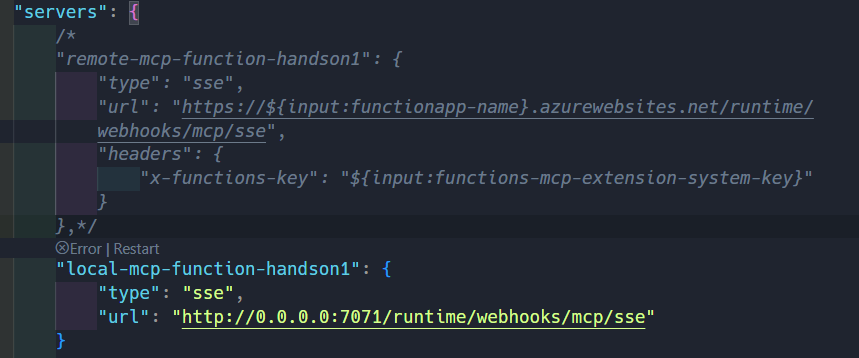 "servers": {
/*
"remote-mcp-function-handson1": {
"type": "sse",
"url": "https://${input:functionapp-name}.azurewebsites.net/runtime/
webhooks/mcp/sse",
"headers": {
"x-functions-key": "${input:functions-mcp-extension-system-key}"
}
},*/
Error | Restart
"local-mcp-function-handson1": {
"type": "sse",
"url": "http://0.0.0.0:7071/runtime/webhooks/mcp/sse"
}